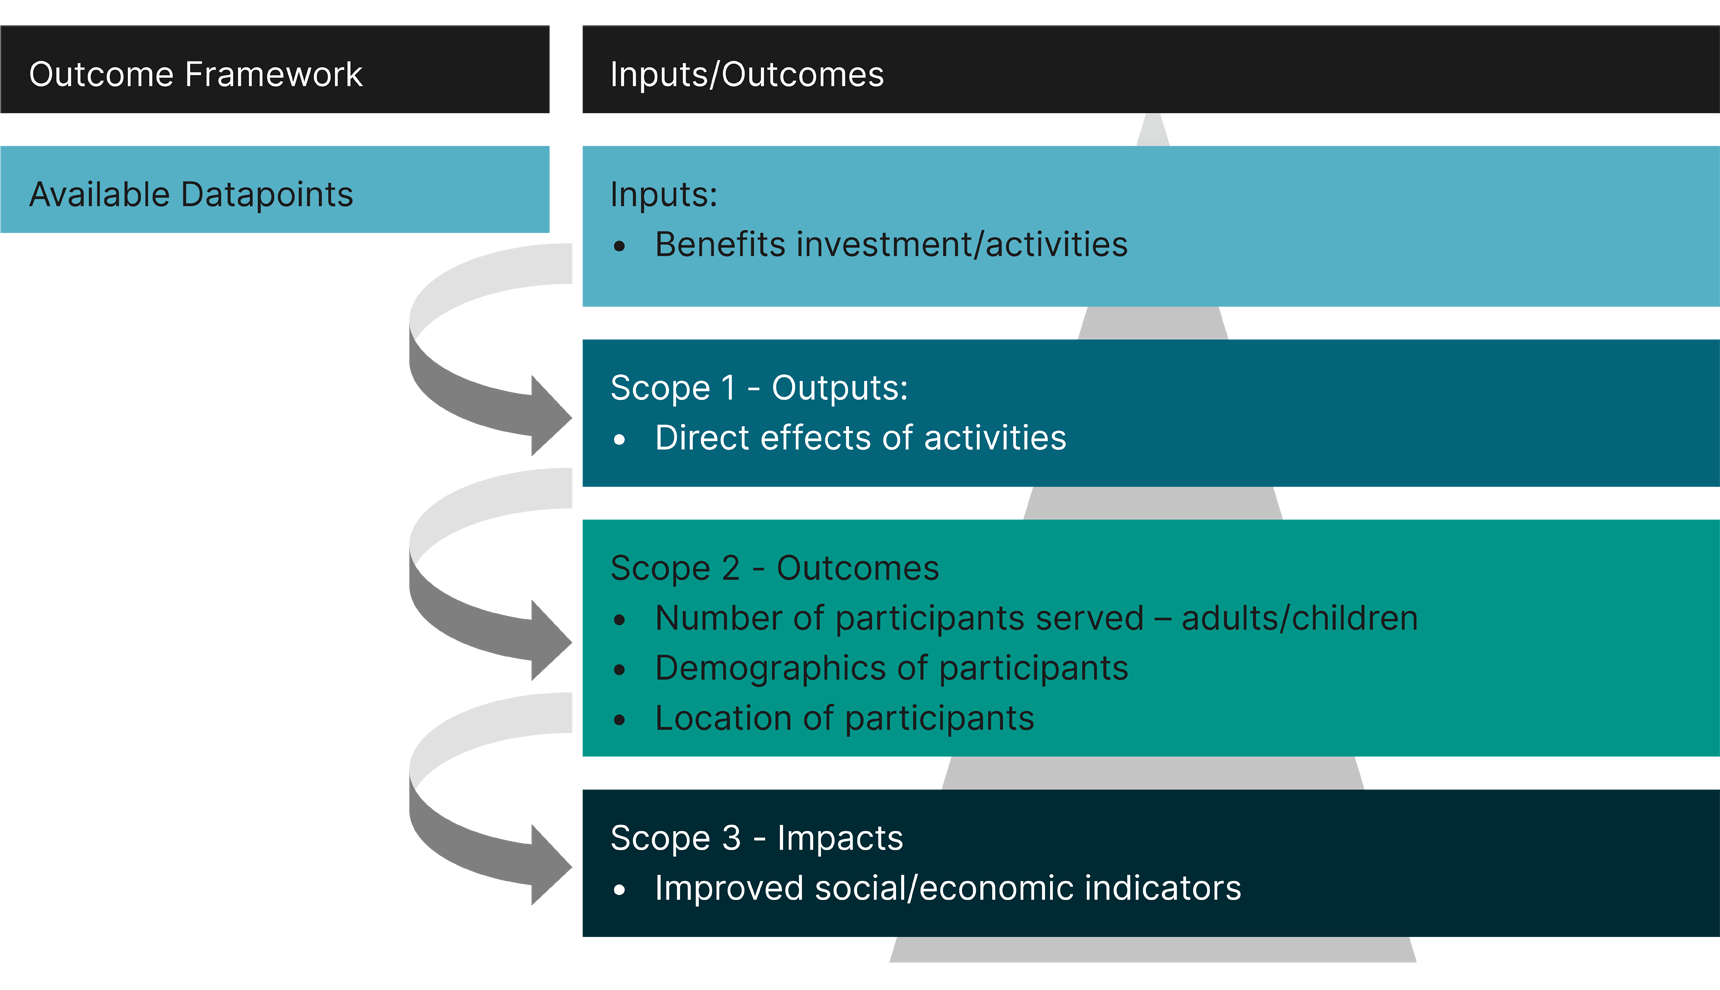 Outcome Framework
Inputs/Outcomes
Available Datapoints
Inputs:
• Benefits investment/activities
Scope 1 - Outputs:
• Direct effects of activities
Scope 2 - Outcomes
• Number of participants served – adults/children
• Demographics of participants
• Location of participants
Scope 3 - Impacts
• Improved social/economic indicators